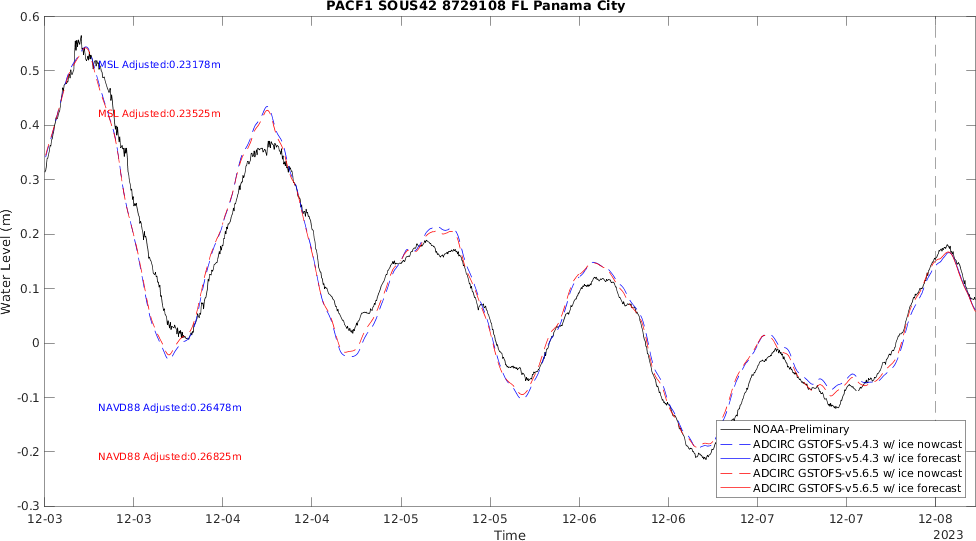 PACF1 SOUS42 8729108 FL Panama City
0.6
0.5
0.4
0.3
0.2
0.1
0
-0.1
-0.2
-0.3
Water Level (m)
MSL Adjusted:0.23178m
MSL Adjusted:0.23525m
NAVD88 Adjusted:0.26478m
NAVD88 Adjusted:0.26825m
NOAA-Preliminary
ADCIRC GSTOFS-v5.4.3 w/ ice nowcast
ADCIRC GSTOFS-v5.4.3 w/ ice forecast
ADCIRC GSTOFS-v5.6.5 w/ ice nowcast
ADCIRC GSTOFS-v5.6.5 w/ ice forecast
12-03 12-03 12-04 12-04 12-05 12-05 12-06 12-06 12-07 12-07 12-08
Time
2023